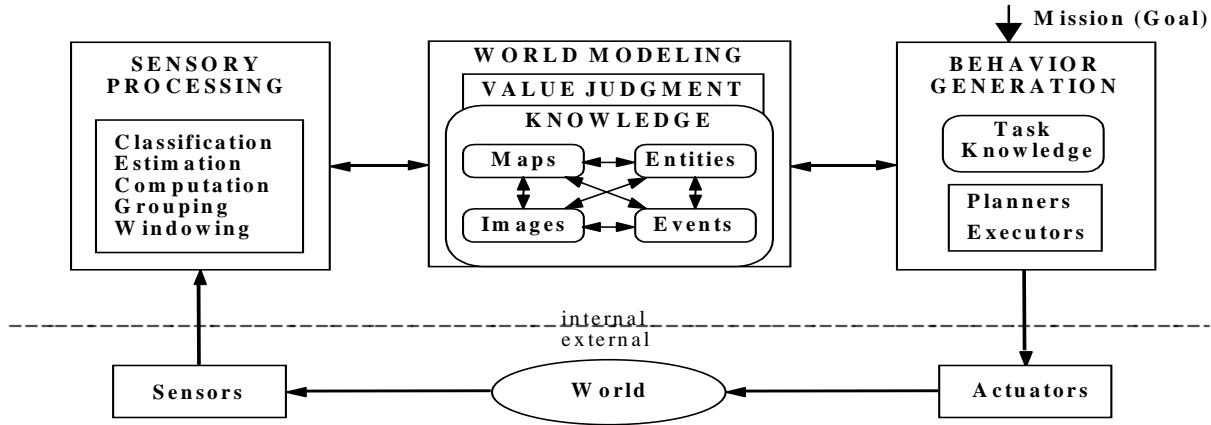 Mission (Goal)
SENSORY
PROCESSING
Classification
Estimation
Computation
Grouping
Windowing
WORLD MODELING
VALUE JUDGMENT
KNOWLEDGE
Maps
Entities
Images
Events
BEHAVIOR
GENERATION
Task
Knowledge
Planners
Executors
internal
external
Sensors
World
Actuators